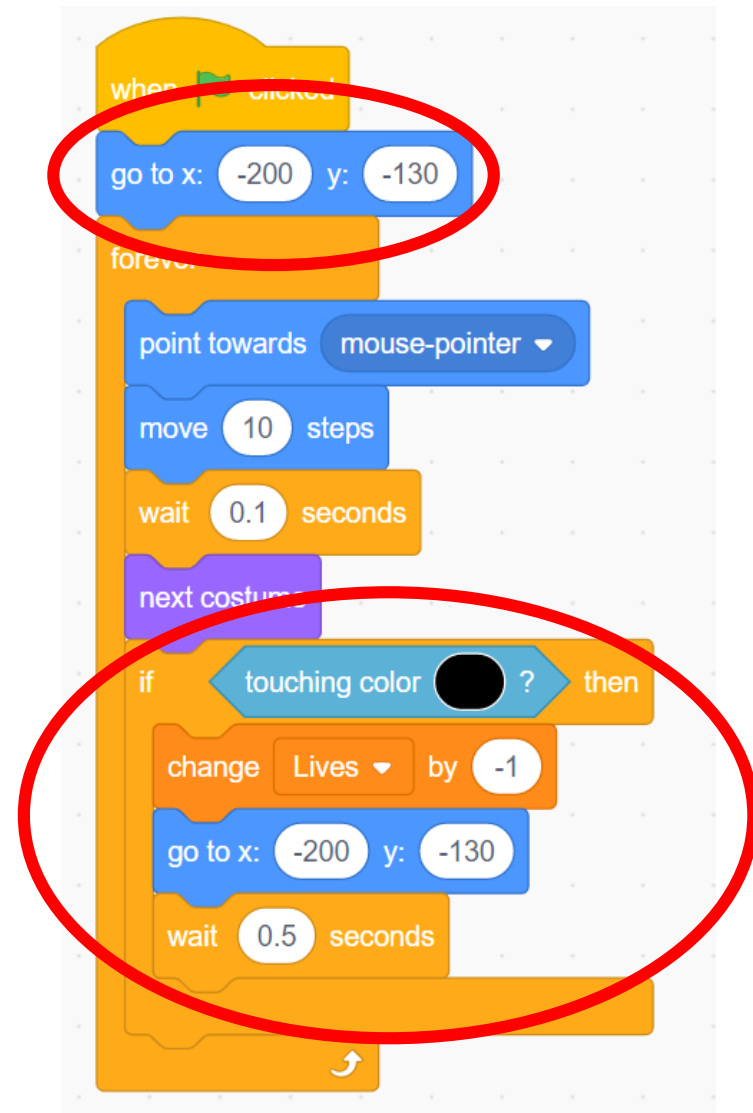 when clicked
go to x: -200 y: -130
forever
point towards mouse-pointer
move 10 steps
wait 0.1 seconds
next costume
if touching color ? then
change Lives by -1
go to x: -200 y: -130
wait 0.5 seconds